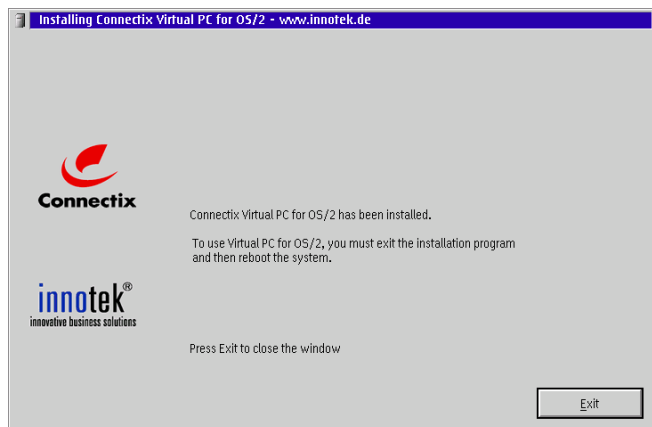 Installing Connectix Virtual PC for OS/2 - www.innotek.de
Connectix
Connectix Virtual PC for OS/2 has been installed.
To use Virtual PC for OS/2, you must exit the installation program
and then reboot the system.
innotek®
innovative business solutions
Press Exit to close the window
Exit